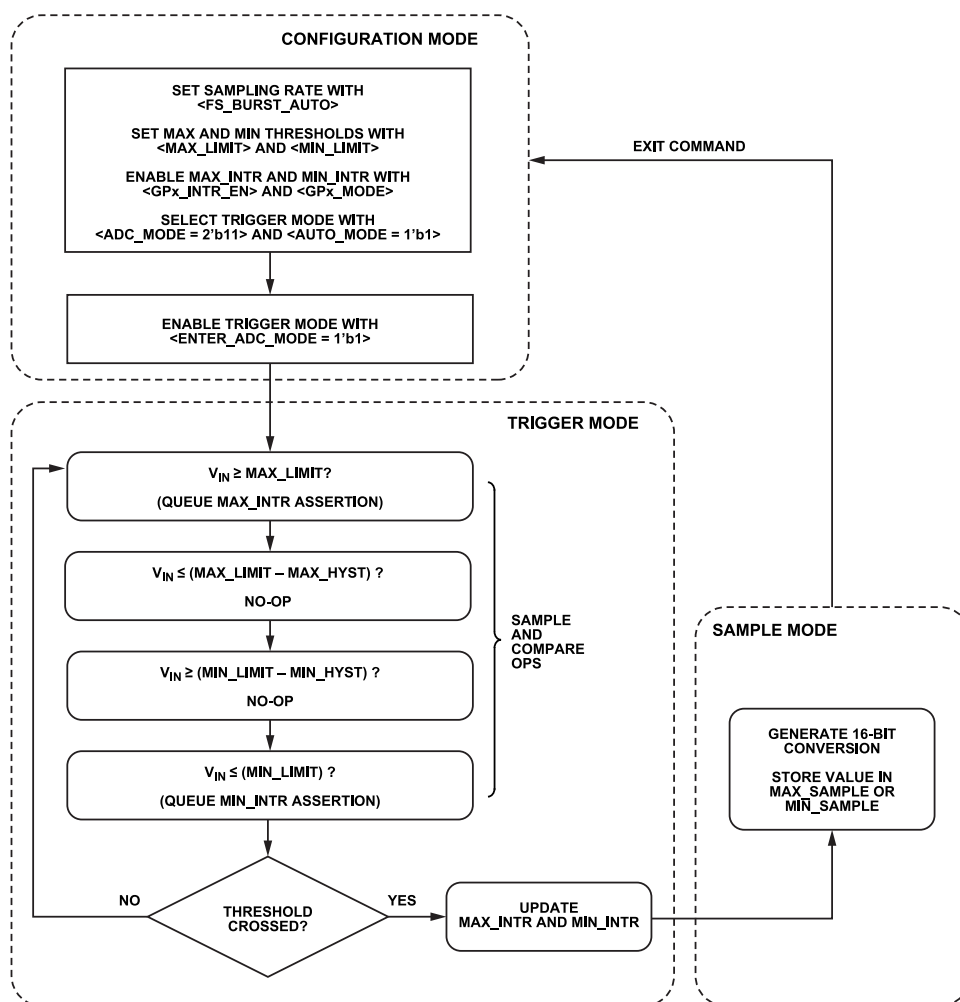 CONFIGURATION MODE
SET SAMPLING RATE WITH
<FS_BURST_AUTO>
SET MAX AND MIN THRESHOLDS WITH
<MAX_LIMIT> AND <MIN_LIMIT>
ENABLE MAX_INTR AND MIN_INTR WITH
<GPx_INTR_EN> AND <GPx_MODE>
SELECT TRIGGER MODE WITH
<ADC_MODE = 2’b11> AND <AUTO_MODE = 1’b1>
EXIT COMMAND
ENABLE TRIGGER MODE WITH
<ENTER_ADC_MODE = 1’b1>
TRIGGER MODE
VIN ≥ MAX_LIMIT?
(QUEUE MAX_INTR ASSERTION)
VIN ≤ (MAX_LIMIT – MAX_HYST) ?
NO-OP
VIN ≥ (MIN_LIMIT – MIN_HYST) ?
NO-OP
VIN ≤ (MIN_LIMIT) ?
(QUEUE MIN_INTR ASSERTION)
SAMPLE
AND
COMPARE
OPS
THRESHOLD
CROSSED?
NO
YES
UPDATE
MAX_INTR AND MIN_INTR
SAMPLE MODE
GENERATE 16-BIT
CONVERSION
STORE VALUE IN
MAX_SAMPLE OR
MIN_SAMPLE